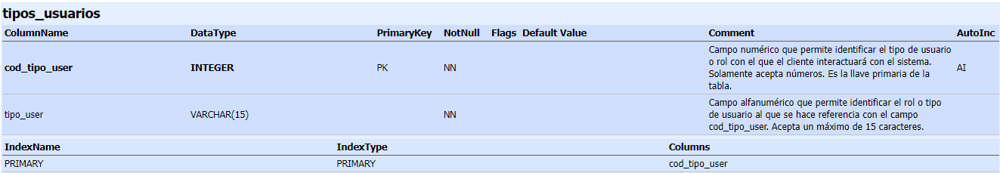 tipos_usuarios
ColumnName DataType PrimaryKey NotNull Flags Default Value Comment AutoInc
cod_tipo_user INTEGER PK NN Campo numérico que permite identificar el tipo de usuario AI
o rol con el que el cliente interactuará con el sistema.
Solamente acepta números. Es la llave primaria de la
tabla.
tipo_user VARCHAR(15) NN Campo alfanumérico que permite identificar el rol o tipo
de usuario al que se hace referencia con el campo
cod_tipo_user. Acepta un máximo de 15 caracteres.
IndexName IndexType Columns
PRIMARY PRIMARY cod_tipo_user